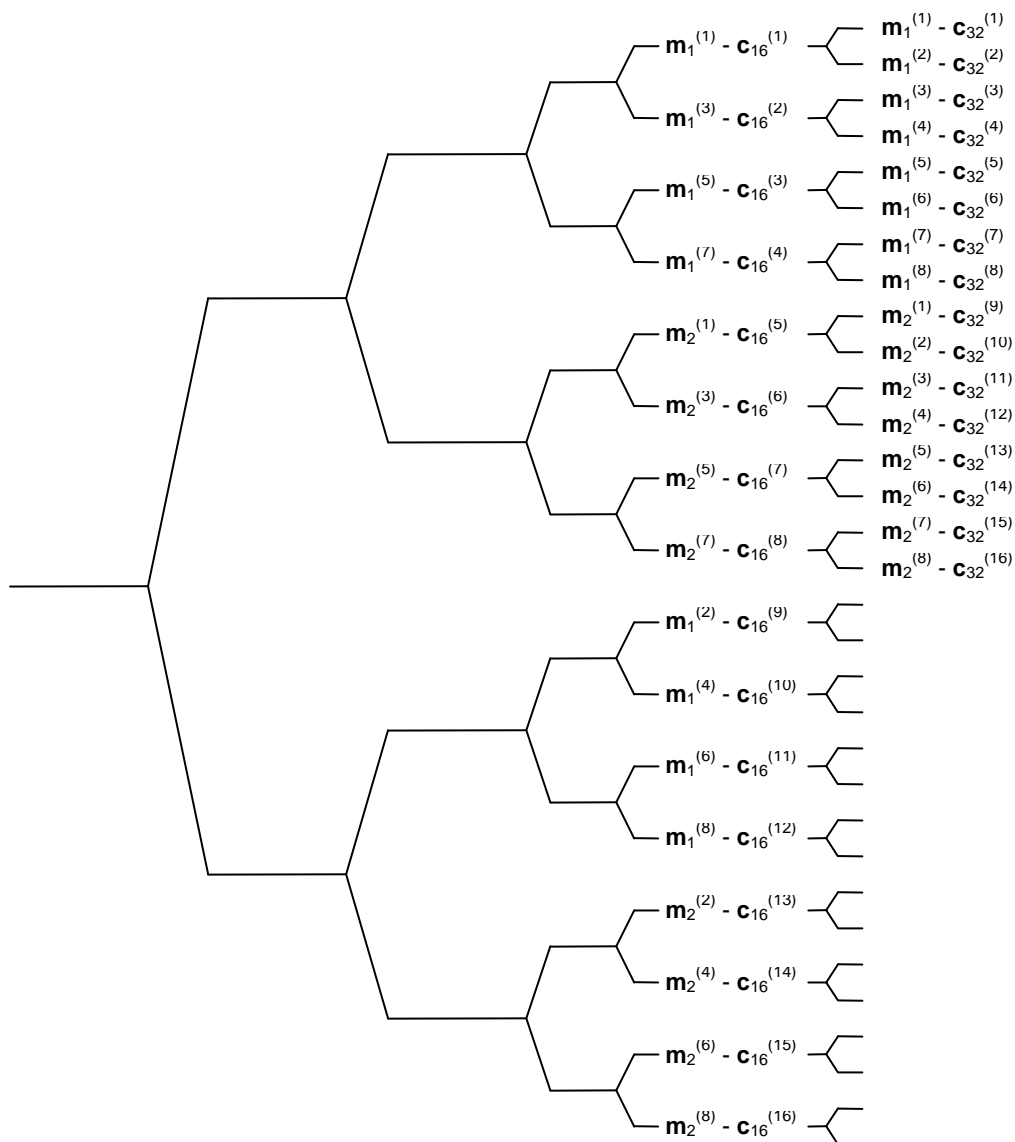 m₁⁽¹⁾ - c₁₆⁽¹⁾
m₁⁽³⁾ - c₁₆⁽²⁾
m₁⁽⁵⁾ - c₁₆⁽³⁾
m₁⁽⁷⁾ - c₁₆⁽⁴⁾
m₂⁽¹⁾ - c₁₆⁽⁵⁾
m₂⁽³⁾ - c₁₆⁽⁶⁾
m₂⁽⁵⁾ - c₁₆⁽⁷⁾
m₂⁽⁷⁾ - c₁₆⁽⁸⁾
m₁⁽²⁾ - c₁₆⁽⁹⁾
m₁⁽⁴⁾ - c₁₆⁽¹⁰⁾
m₁⁽⁶⁾ - c₁₆⁽¹¹⁾
m₁⁽⁸⁾ - c₁₆⁽¹²⁾
m₂⁽²⁾ - c₁₆⁽¹³⁾
m₂⁽⁴⁾ - c₁₆⁽¹⁴⁾
m₂⁽⁶⁾ - c₁₆⁽¹⁵⁾
m₂⁽⁸⁾ - c₁₆⁽¹⁶⁾
m₁⁽¹⁾ - c₃₂⁽¹⁾
m₁⁽²⁾ - c₃₂⁽²⁾
m₁⁽³⁾ - c₃₂⁽³⁾
m₁⁽⁴⁾ - c₃₂⁽⁴⁾
m₁⁽⁵⁾ - c₃₂⁽⁵⁾
m₁⁽⁶⁾ - c₃₂⁽⁶⁾
m₁⁽⁷⁾ - c₃₂⁽⁷⁾
m₁⁽⁸⁾ - c₃₂⁽⁸⁾
m₂⁽¹⁾ - c₃₂⁽⁹⁾
m₂⁽²⁾ - c₃₂⁽¹⁰⁾
m₂⁽³⁾ - c₃₂⁽¹¹⁾
m₂⁽⁴⁾ - c₃₂⁽¹²⁾
m₂⁽⁵⁾ - c₃₂⁽¹³⁾
m₂⁽⁶⁾ - c₃₂⁽¹⁴⁾
m₂⁽⁷⁾ - c₃₂⁽¹⁵⁾
m₂⁽⁸⁾ - c₃₂⁽¹⁶⁾